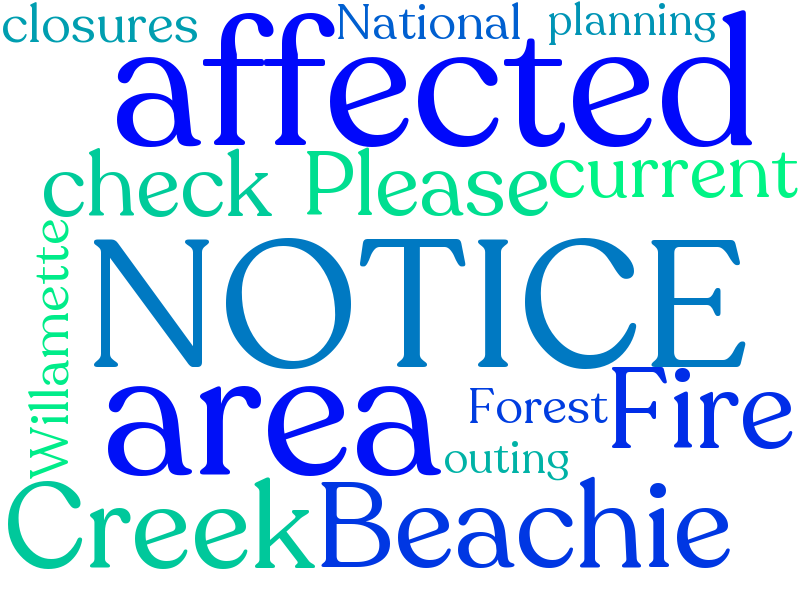 closures National planning
affected
check Please current
Willamette
NOTICE
area Forest Fire
outing
Creek Beachie